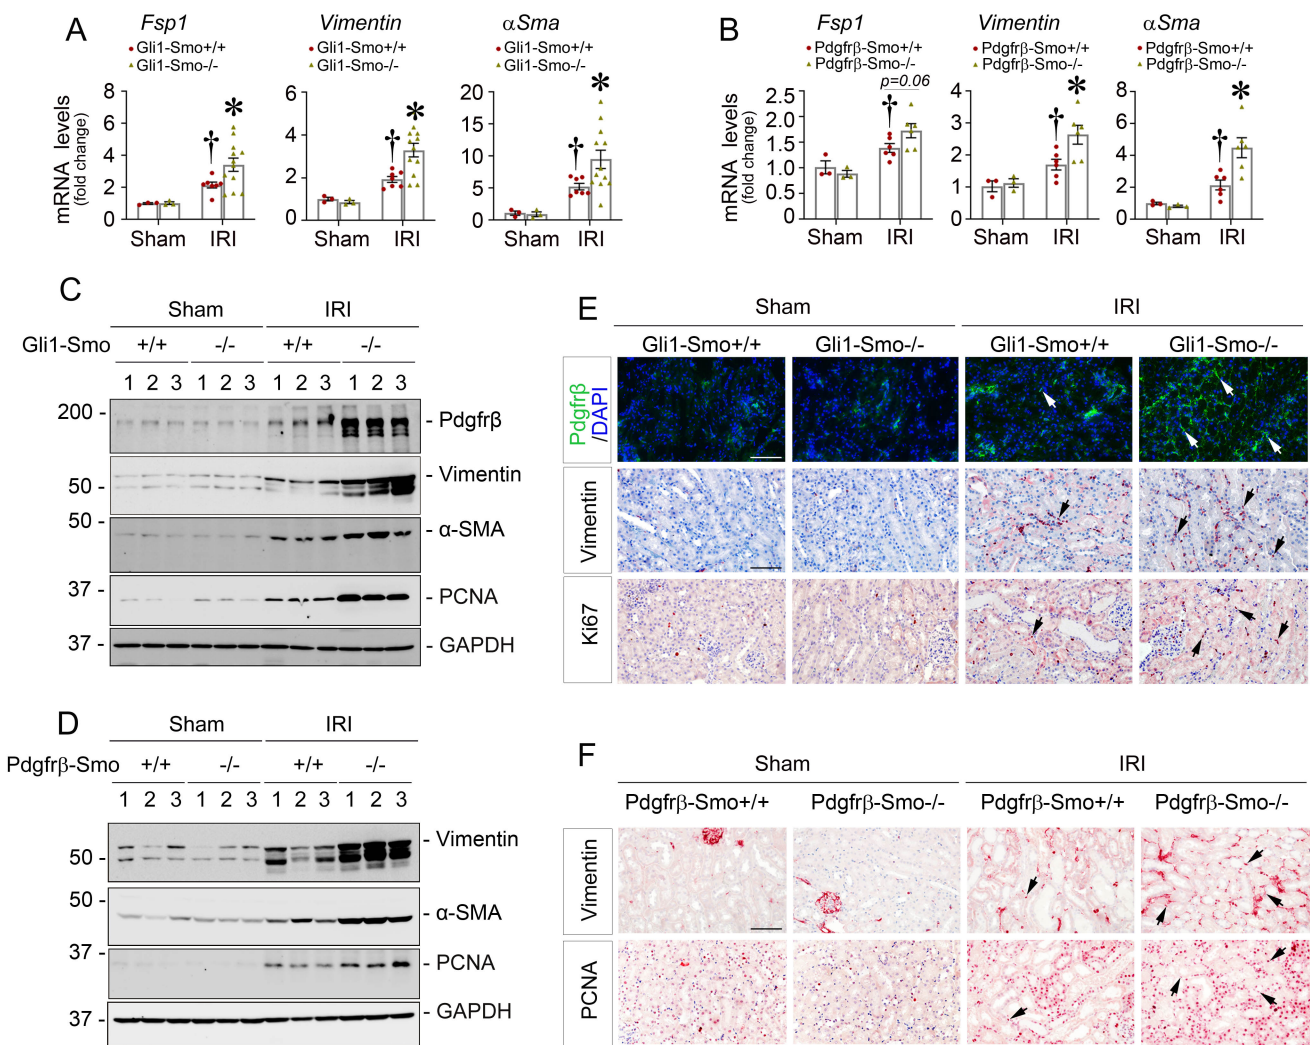 A
Fsp1
Gli1-Smo+/+
Gli1-Smo-/-
Vimentin
Gli1-Smo+/+
Gli1-Smo-/-
αSma
Gli1-Smo+/+
Gli1-Smo-/-
mRNA levels
(fold change)
8
6
4
2
0
† *
Sham IRI
6
4
2
0
† *
Sham IRI
20
15
10
5
0
† *
Sham IRI
B
Fsp1
Pdgfrβ-Smo+/+
Pdgfrβ-Smo-/-
p=0.06
Vimentin
Pdgfrβ-Smo+/+
Pdgfrβ-Smo-/-
αSma
Pdgfrβ-Smo+/+
Pdgfrβ-Smo-/-
mRNA levels
(fold change)
2.5
2.0
1.5
1.0
0.5
0
†
Sham IRI
4
3
2
1
0
† *
Sham IRI
8
6
4
2
0
† *
Sham IRI
C
Sham IRI
Gli1-Smo +/+ -/- +/+ -/-
1 2 3 1 2 3 1 2 3 1 2 3
200 - - Pdgfrβ
50 - - Vimentin
50 - - α-SMA
37 - - PCNA
37 - - GAPDH
D
Sham IRI
Pdgfrβ-Smo +/+ -/- +/+ -/-
1 2 3 1 2 3 1 2 3 1 2 3
50 - - Vimentin
50 - - α-SMA
37 - - PCNA
37 - - GAPDH
E
Sham IRI
Gli1-Smo+/+ Gli1-Smo-/- Gli1-Smo+/+ Gli1-Smo-/-
Pdgfrβ
/DAPI
Vimentin
Ki67
F
Sham IRI
Pdgfrβ-Smo+/+ Pdgfrβ-Smo-/- Pdgfrβ-Smo+/+ Pdgfrβ-Smo-/-
Vimentin
PCNA